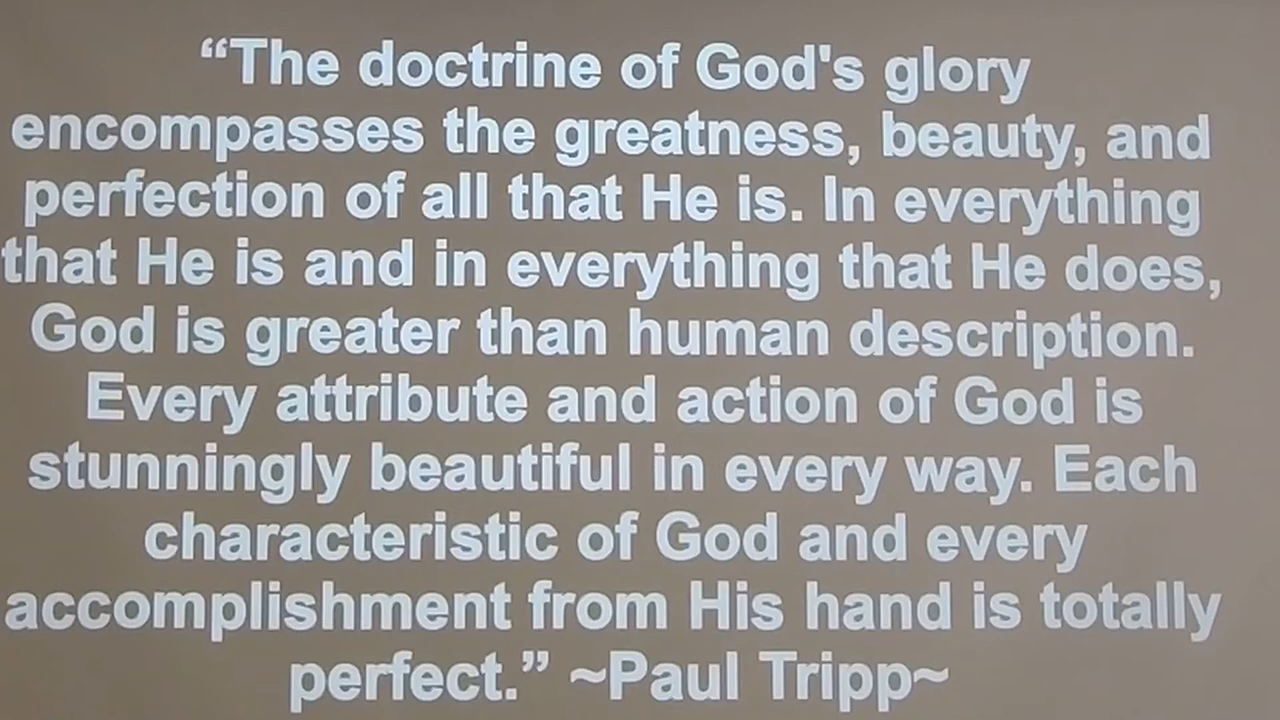 “The doctrine of God's glory
encompasses the greatness, beauty, and
perfection of all that He is. In everything
that He is and in everything that He does,
God is greater than human description.
Every attribute and action of God is
stunningly beautiful in every way. Each
characteristic of God and every
accomplishment from His hand is totally
perfect.” ~Paul Tripp~